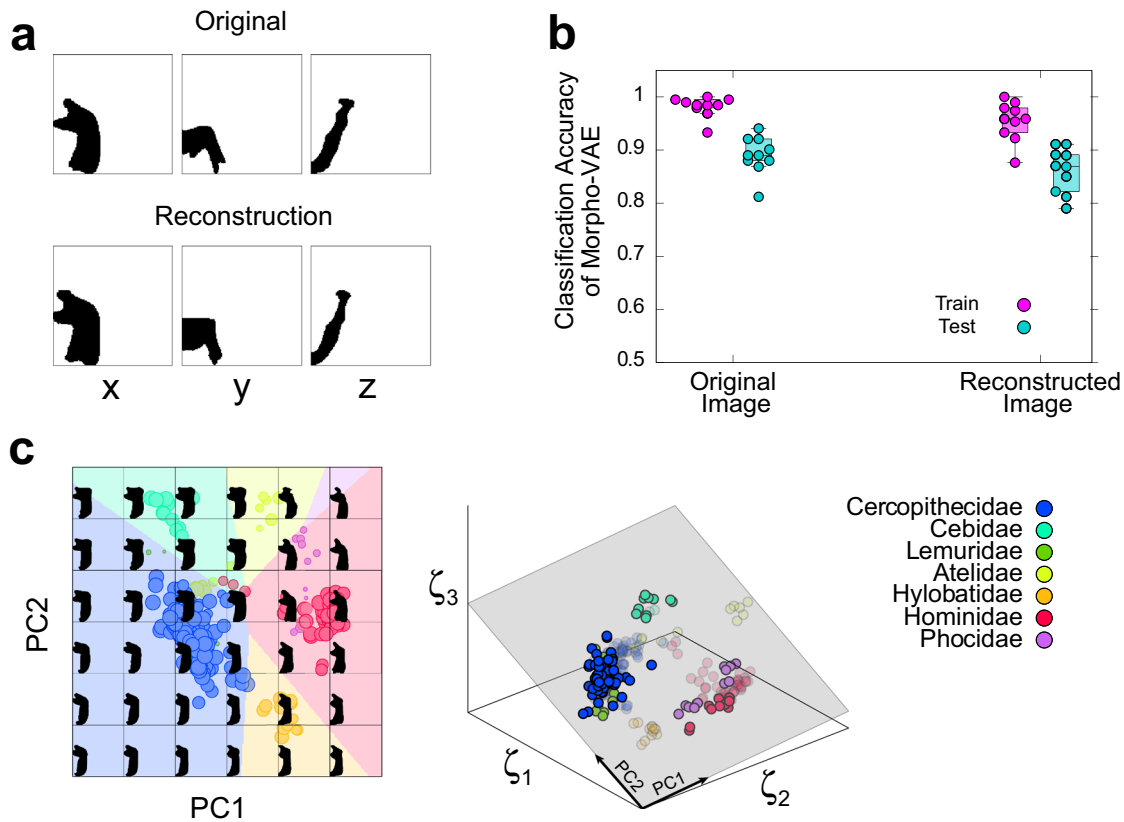 a
Original
Reconstruction
x y z
b
Classification Accuracy
of Morpho-VAE
1
0.9
0.8
0.7
0.6
0.5
Train
Test
Original
Image
Reconstructed
Image
c
PC2
PC1
ζ3
ζ1
ζ2
PC2
PC1
Cercopithecidae
Cebidae
Lemuridae
Atelidae
Hylobatidae
Hominidae
Phocidae